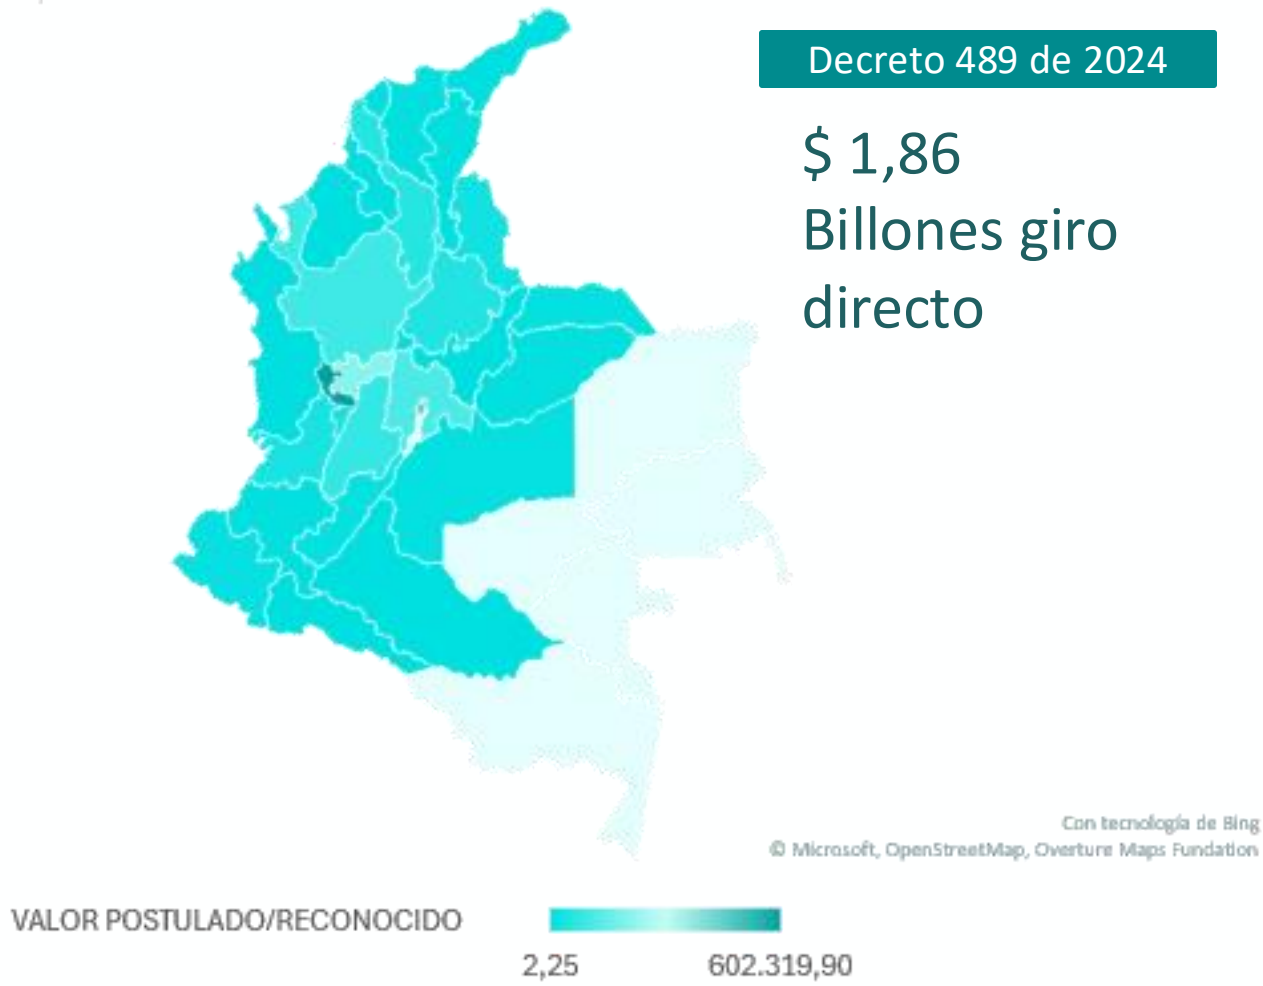 Decreto 489 de 2024
$ 1,86
Billones giro
directo
Con tecnología de Bing
© Microsoft, OpenStreetMap, Overture Maps Fundation
VALOR POSTULADO/RECONOCIDO
2,25
602.319,90